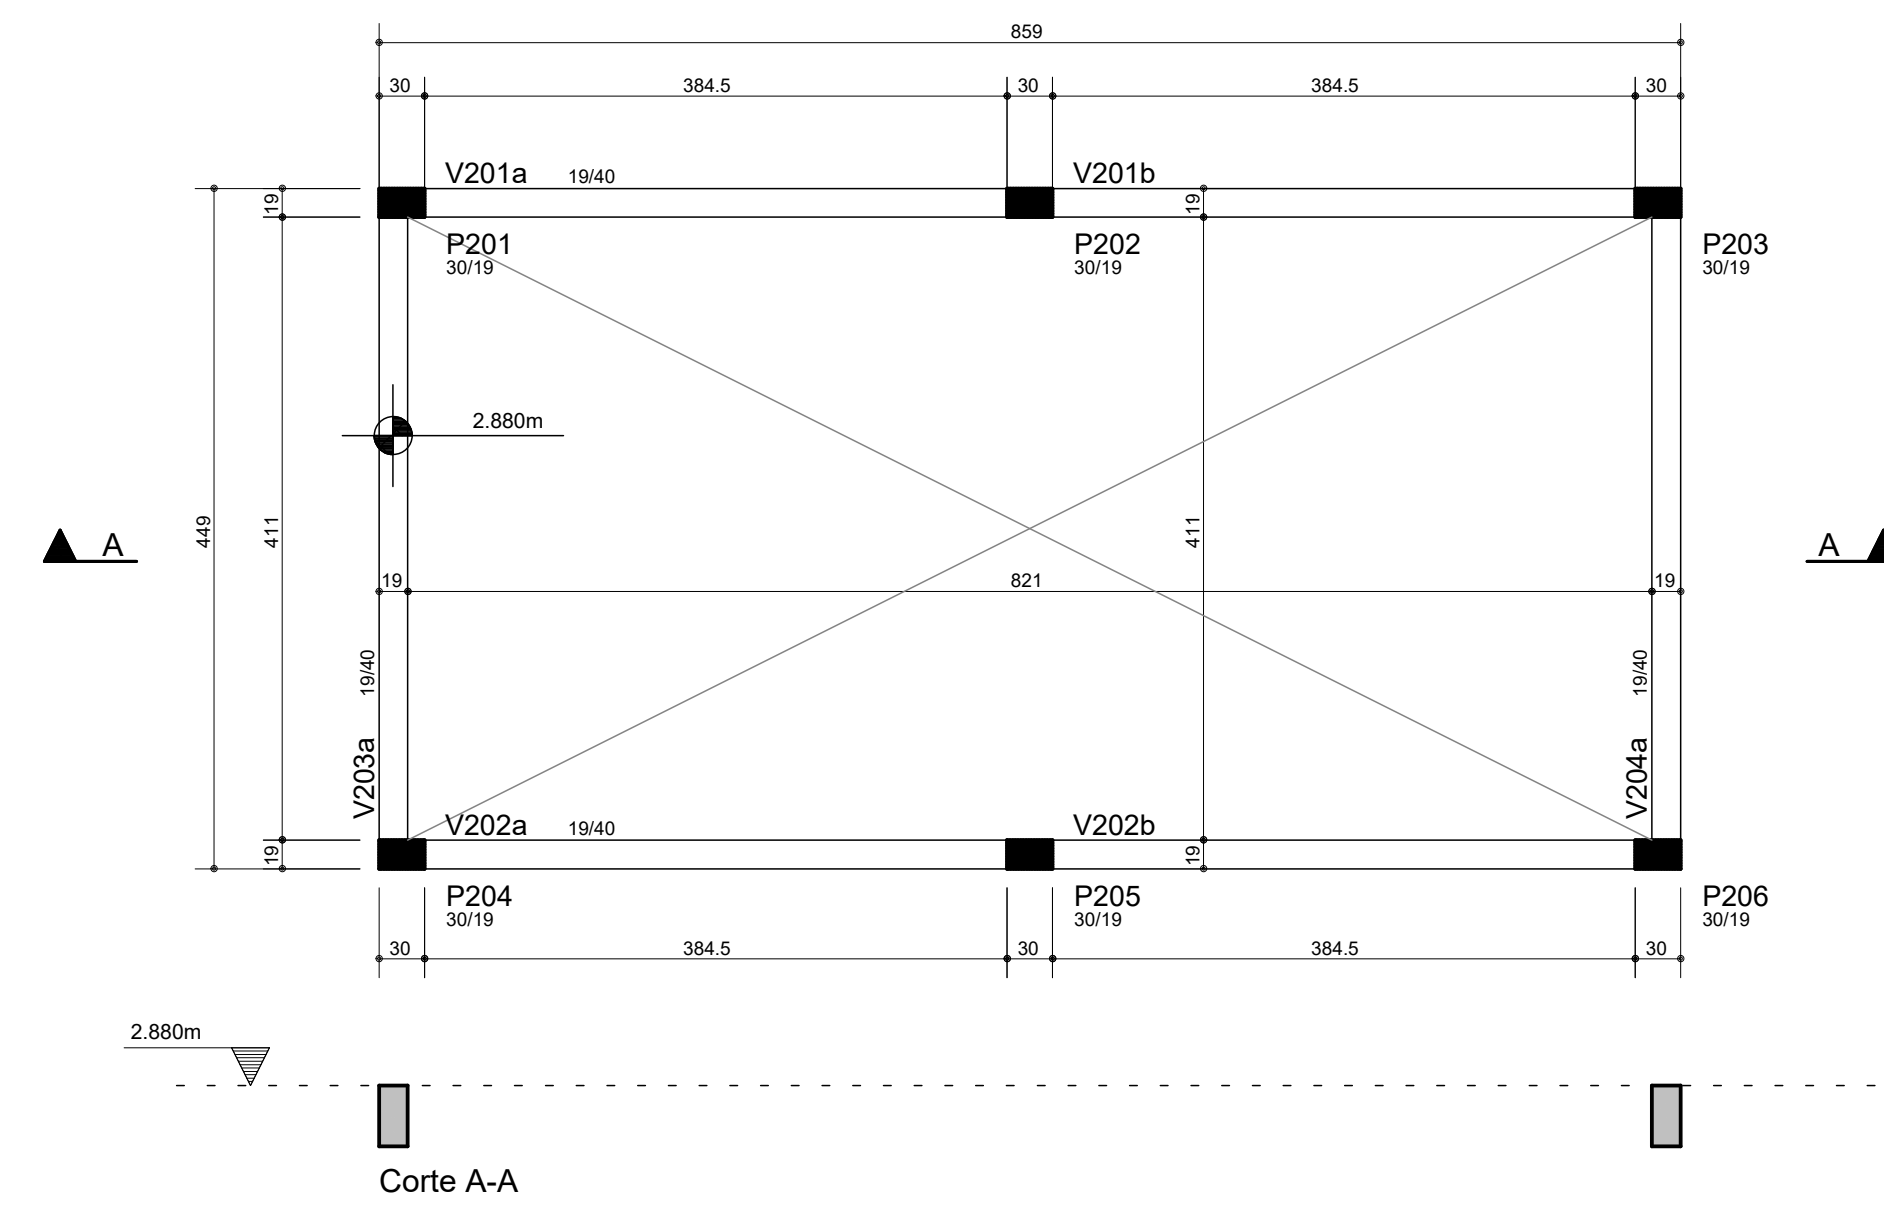 859
30 384.5 30 384.5 30
V201a 19/40 V201b
19 19
P201 P202 P203
30/19 30/19 30/19
2.880m
449 411 411
A A
19 821 19
19/40 19/40
V203a V204a
V202a 19/40 V202b
19 19
P204 P205 P206
30/19 30/19 30/19
30 384.5 30 384.5 30
2.880m
Corte A-A